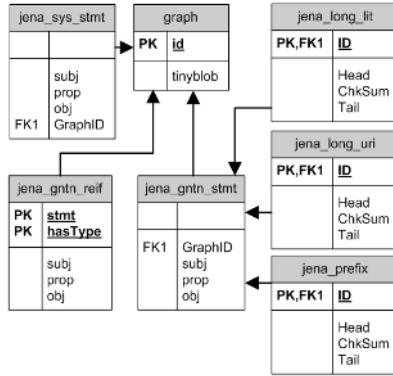 jena_sys_stmt
subj
prop
obj
FK1 GraphID
graph
PK id
tinyblob
jena_long_lit
PK,FK1 ID
Head
ChkSum
Tail
jena_gntn_reif
PK stmt
PK hasType
subj
prop
obj
jena_gntn_stmt
FK1 GraphID
subj
prop
obj
jena_long_uri
PK,FK1 ID
Head
ChkSum
Tail
jena_prefix
PK,FK1 ID
Head
ChkSum
Tail